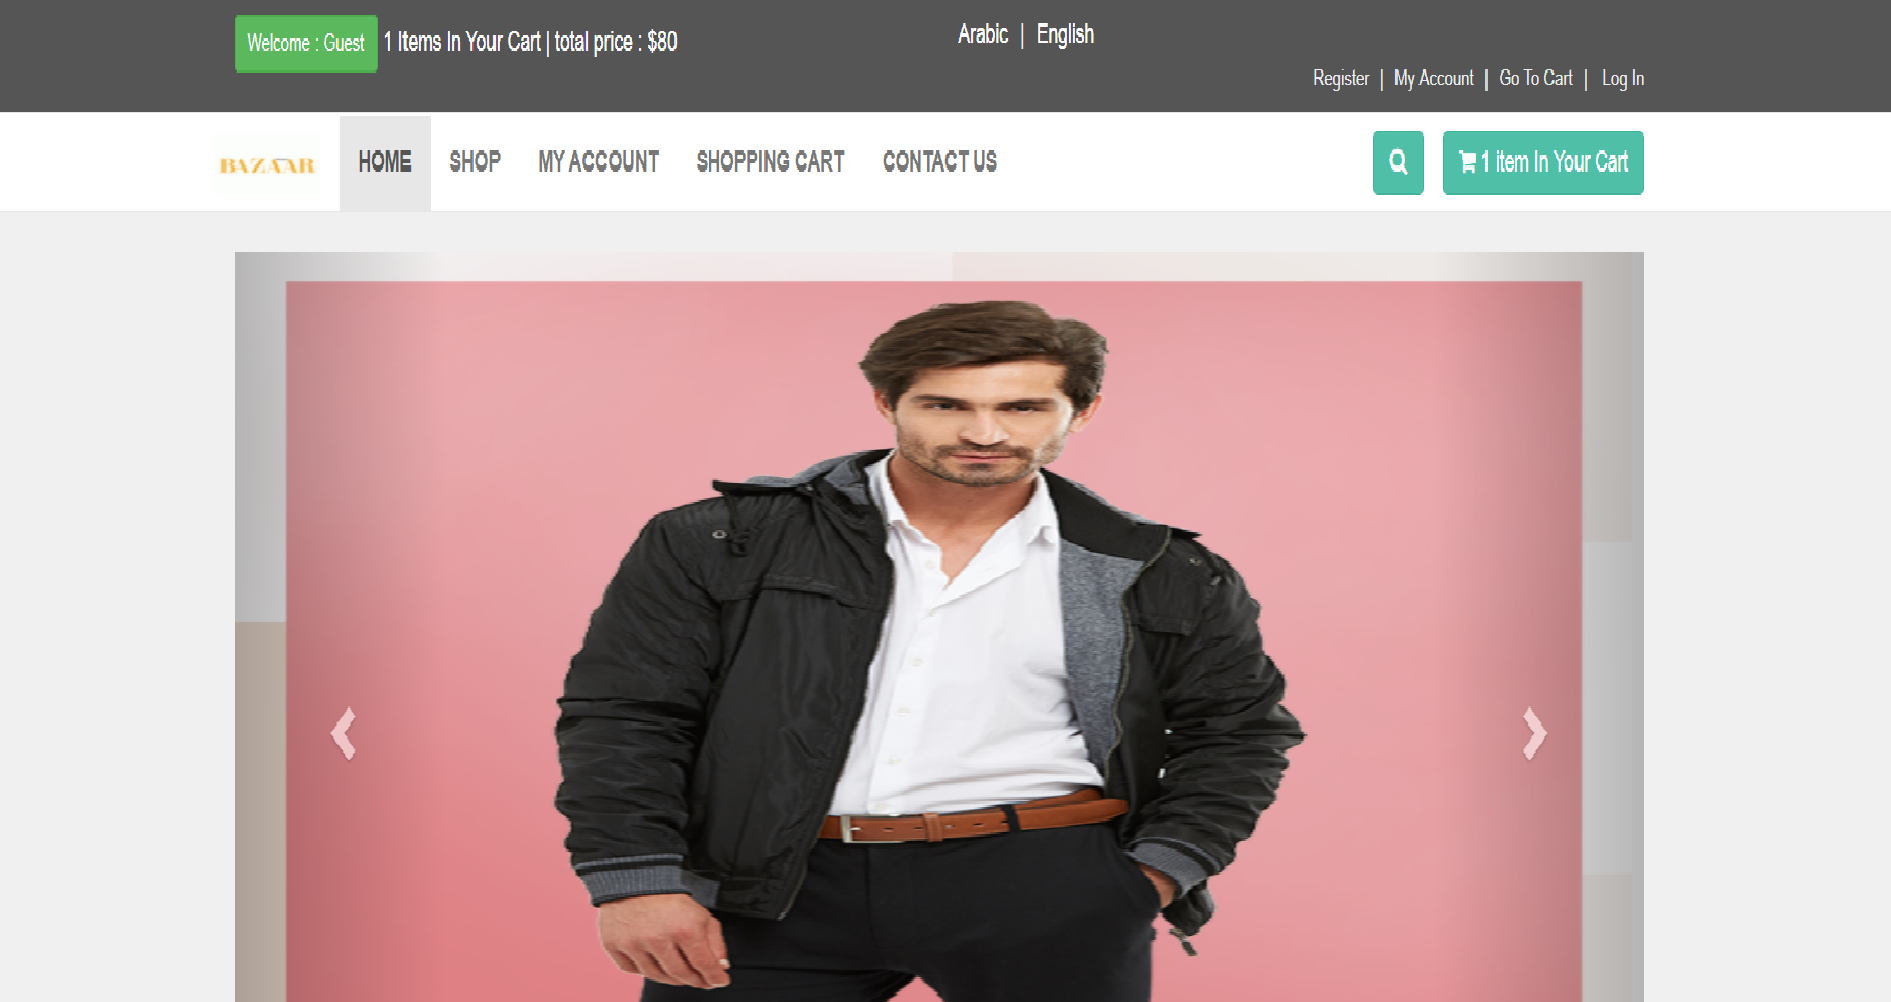 Welcome : Guest 1 Items In Your Cart | total price : $80
Arabic | English
Register | My Account | Go To Cart | Log In
BAZAAR HOME SHOP MY ACCOUNT SHOPPING CART CONTACT US 1 item In Your Cart